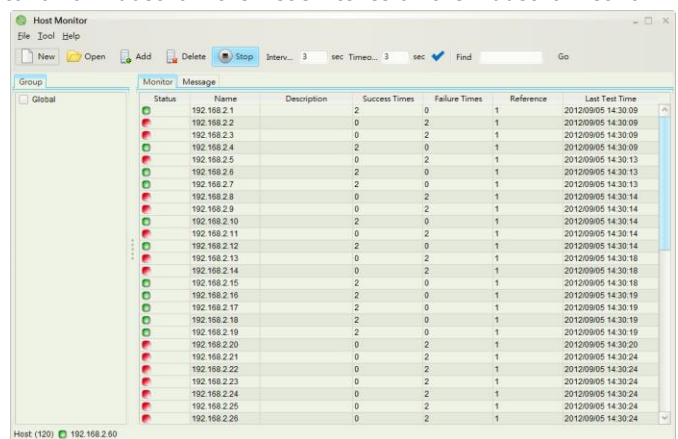 Host Monitor
File Tool Help
New Open Add Delete Stop Interv... 3 sec Timeo... 3 sec Find Go
Group Monitor Message
Global
Status Name Description Success Times Failure Times Reference Last Test Time
192.168.2.1 2 0 1 2012/09/05 14:30:09
192.168.2.2 0 2 1 2012/09/05 14:30:09
192.168.2.3 0 2 1 2012/09/05 14:30:09
192.168.2.4 2 0 1 2012/09/05 14:30:09
192.168.2.5 0 2 1 2012/09/05 14:30:13
192.168.2.6 2 0 1 2012/09/05 14:30:13
192.168.2.7 2 0 1 2012/09/05 14:30:13
192.168.2.8 0 2 1 2012/09/05 14:30:14
192.168.2.9 0 2 1 2012/09/05 14:30:14
192.168.2.10 2 0 1 2012/09/05 14:30:14
192.168.2.11 0 2 1 2012/09/05 14:30:14
192.168.2.12 2 0 1 2012/09/05 14:30:14
192.168.2.13 0 2 1 2012/09/05 14:30:18
192.168.2.14 0 2 1 2012/09/05 14:30:18
192.168.2.15 2 0 1 2012/09/05 14:30:18
192.168.2.16 2 0 1 2012/09/05 14:30:19
192.168.2.17 2 0 1 2012/09/05 14:30:19
192.168.2.18 2 0 1 2012/09/05 14:30:19
192.168.2.19 2 0 1 2012/09/05 14:30:19
192.168.2.20 0 2 1 2012/09/05 14:30:20
192.168.2.21 0 2 1 2012/09/05 14:30:24
192.168.2.22 0 2 1 2012/09/05 14:30:24
192.168.2.23 0 2 1 2012/09/05 14:30:24
192.168.2.24 0 2 1 2012/09/05 14:30:24
192.168.2.25 0 2 1 2012/09/05 14:30:24
192.168.2.26 0 2 1 2012/09/05 14:30:24
Host: (120) 192.168.2.60